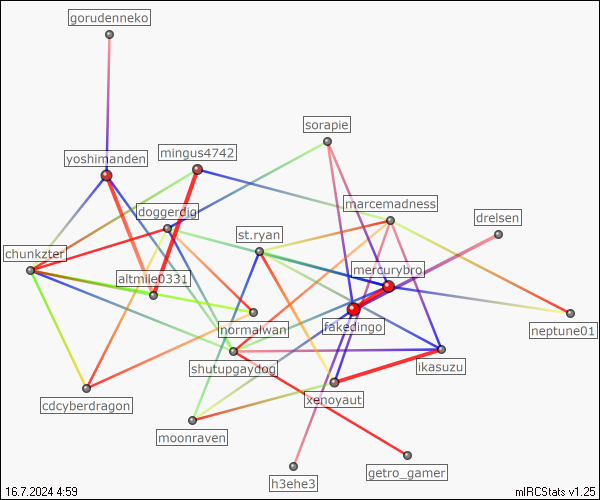 gorudenneko
sorapie
yoshimanden
mingus4742
marcemadness
doggerdig
drelsen
st.ryan
chunkzter
mercurybro
altmile0331
fakedingo
normalwan
neptune01
shutupgaydog
ikasuzu
cdcyberdragon
xenoyaut
moonraven
getro_gamer
h3ehe3
16.7.2024 4:59
mIRCStats v1.25